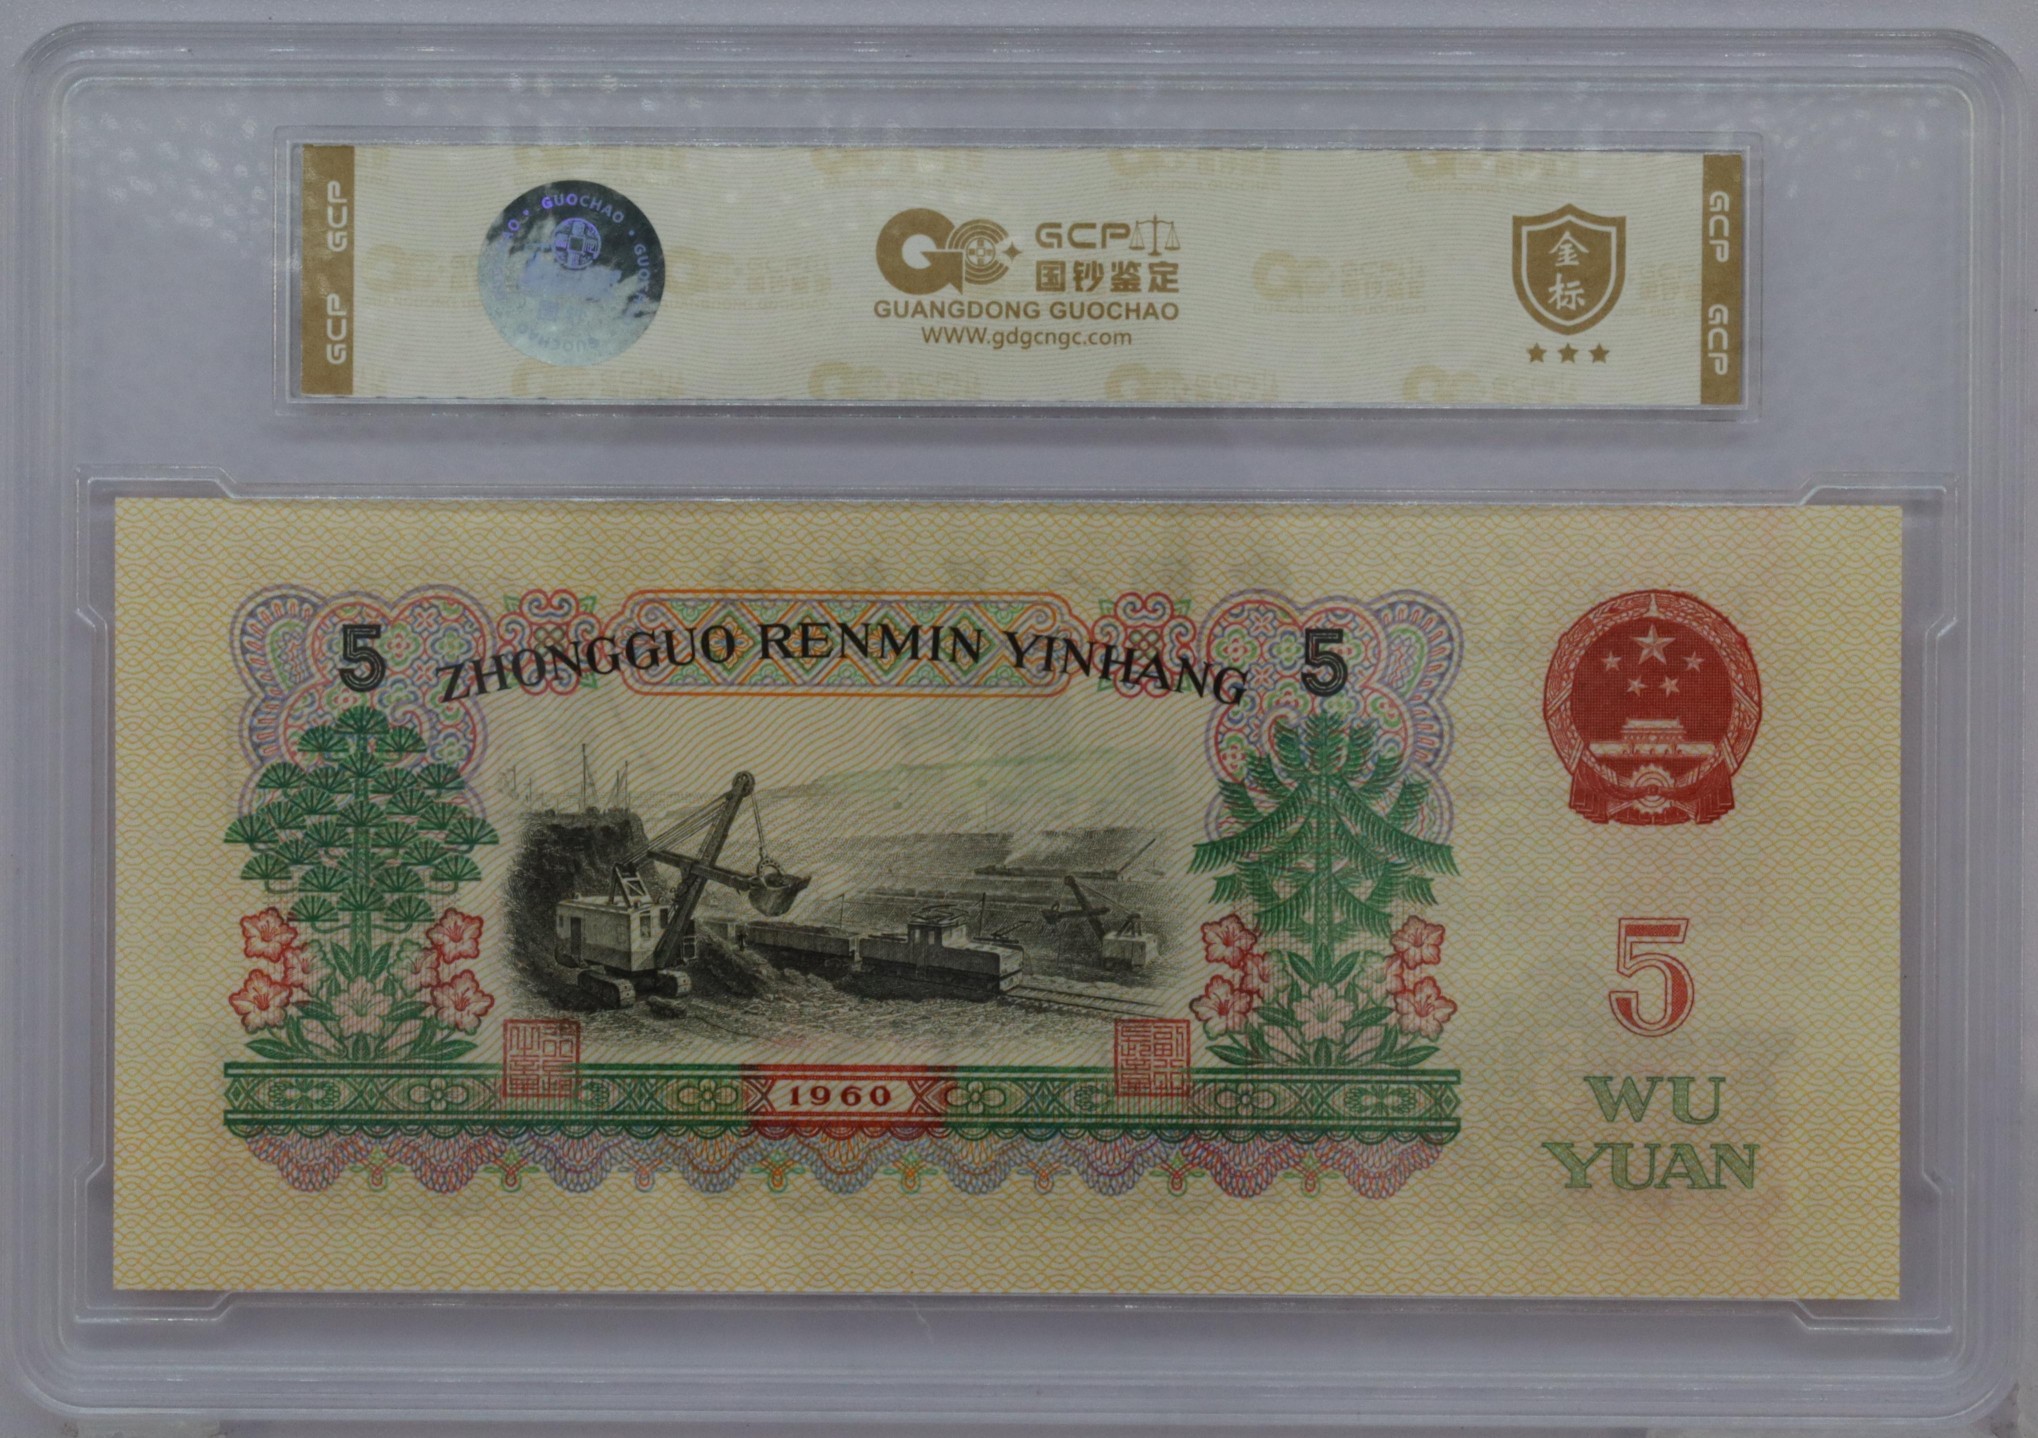 GCP GCP
GUOCHAO
GUOCHAO
GCP
国钞鉴定
GUANGDONG GUOCHAO
WWW.gdgcngc.com
金
标
GCP GCP
5
ZHONGGUO RENMIN YINHANG
5
1960
5
WU
YUAN